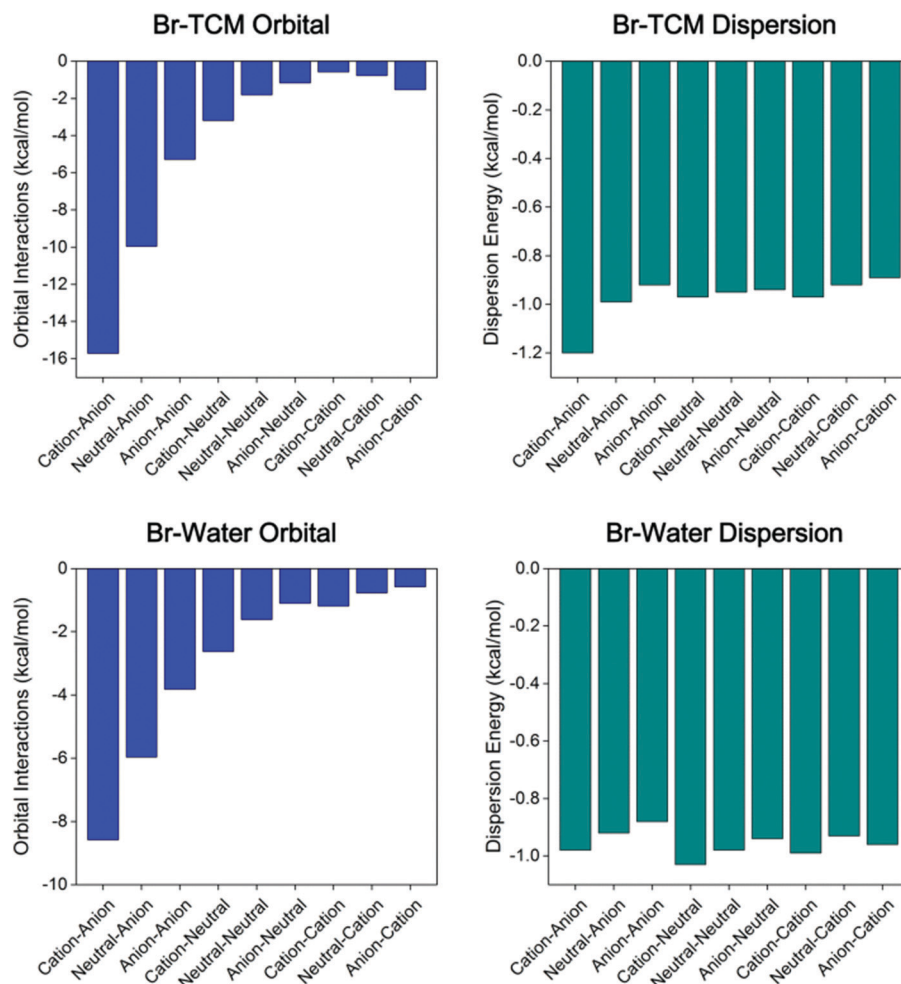 Br-TCM Orbital
Orbital Interactions (kcal/mol)
0
-2
-4
-6
-8
-10
-12
-14
-16
Cation-Anion
Neutral-Anion
Anion-Anion
Cation-Neutral
Neutral-Neutral
Anion-Neutral
Cation-Cation
Neutral-Cation
Anion-Cation
Br-TCM Dispersion
Dispersion Energy (kcal/mol)
0.0
-0.2
-0.4
-0.6
-0.8
-1.0
-1.2
Cation-Anion
Neutral-Anion
Anion-Anion
Cation-Neutral
Neutral-Neutral
Anion-Neutral
Cation-Cation
Neutral-Cation
Anion-Cation
Br-Water Orbital
Orbital Interactions (kcal/mol)
0
-2
-4
-6
-8
-10
Cation-Anion
Neutral-Anion
Anion-Anion
Cation-Neutral
Neutral-Neutral
Anion-Neutral
Cation-Cation
Neutral-Cation
Anion-Cation
Br-Water Dispersion
Dispersion Energy (kcal/mol)
0.0
-0.2
-0.4
-0.6
-0.8
-1.0
Cation-Anion
Neutral-Anion
Anion-Anion
Cation-Neutral
Neutral-Neutral
Anion-Neutral
Cation-Cation
Neutral-Cation
Anion-Cation